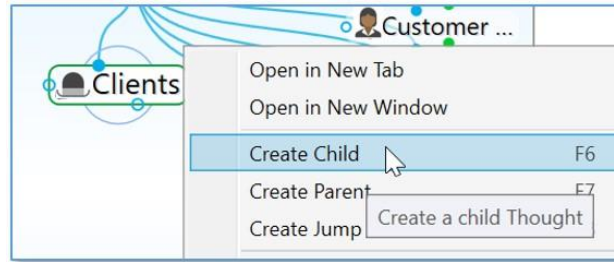 Customer ...
Clients
Open in New Tab
Open in New Window
Create Child F6
Create Parent F7
Create a child Thought
Create Jump